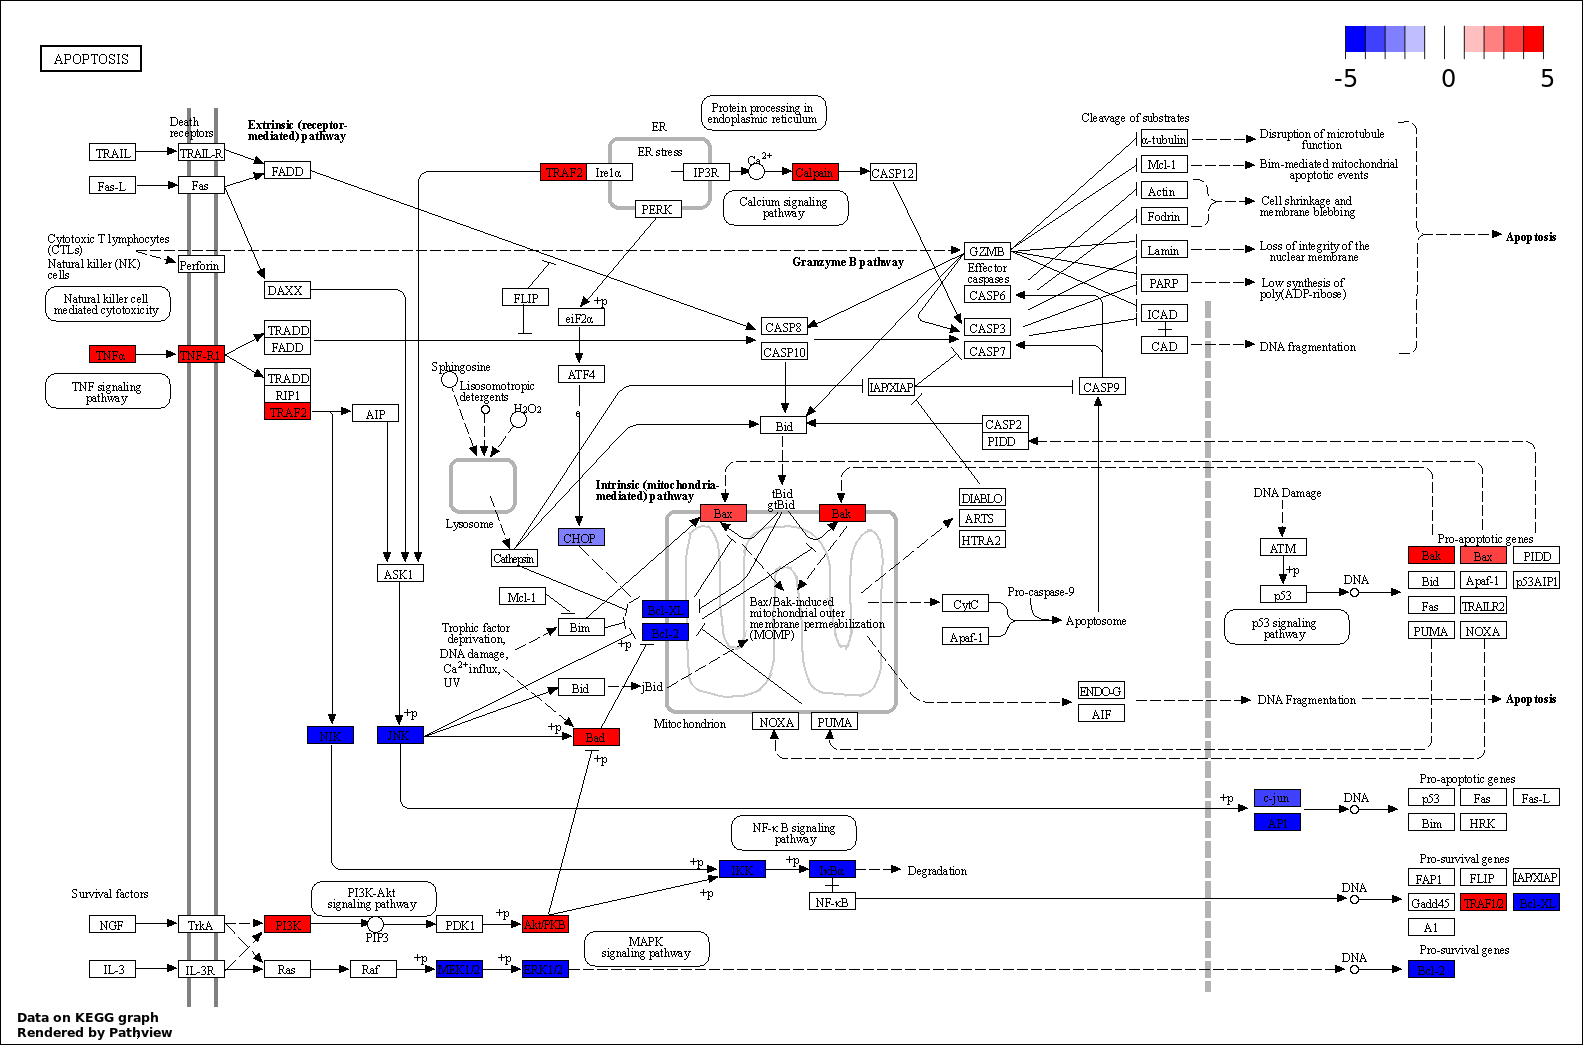 APOPTOSIS
-5 0 5
Death
receptors
Extrinsic (receptor-
mediated) pathway
TRAIL
TRAIL-R
FADD
Fas-L
Fas
Cytotoxic T lymphocytes
(CTLs)
Natural killer (NK)
cells
Perforin
Natural killer cell
mediated cytotoxicity
DAXX
TRADD
FADD
TNFα
TNF-R1
TNF signaling
pathway
TRADD
RIP1
TRAF2
AIP
ER
ER stress
TRAF2
Ire1α
IP3R
PERK
Protein processing in
endoplasmic reticulum
Ca2+
Calpain
CASP12
Calcium signaling
pathway
Granzyme B pathway
FLIP
+p
eiF2α
ATF4
e
CHOP
Sphingosine
Lisosomotropic
detergents
H2O2
Lysosome
Cathepsin
ASK1
CASP8
CASP10
Bid
tBid
gtBid
GZMB
Effector
caspases
CASP6
CASP3
CASP7
IAP/XIAP
CASP9
CASP2
PIDD
Cleavage of substrates
α-tubulin
Mcl-1
Actin
Fodrin
Lamin
PARP
ICAD
CAD
Disruption of microtubule
function
Bim-mediated mitochondrial
apoptotic events
Cell shrinkage and
membrane blebbing
Loss of integrity of the
nuclear membrane
Low synthesis of
poly(ADP-ribose)
DNA fragmentation
Apoptosis
Intrinsic (mitochondria-
mediated) pathway
Bax
Bak
DIABLO
ARTS
HTRA2
Mcl-1
Bim
Bcl-XL
Bcl-2
+p
Trophic factor
deprivation,
DNA damage,
Ca2+ influx,
UV
Bid
jBid
+p
Bad
+p
Bax/Bak-induced
mitochondrial outer
membrane permeabilization
(MOMP)
Mitochondrion
NOXA
PUMA
CytC
Apaf-1
Pro-caspase-9
Apoptosome
ENDO-G
AIF
DNA Fragmentation
Apoptosis
DNA Damage
ATM
+p
p53
DNA
p53 signaling
pathway
Pro-apoptotic genes
Bak
Bax
PIDD
Bid
Apaf-1
p53AIP1
Fas
TRAILR2
PUMA
NOXA
NIK
+p
JNK
+p
c-jun
AP1
DNA
Pro-apoptotic genes
p53
Fas
Fas-L
Bim
HRK
NF-κB signaling
pathway
+p
IKK
+p
IκBα
Degradation
+p
NF-κB
DNA
Pro-survival genes
FAP1
FLIP
IAP/XIAP
Gadd45
TRAF1/2
Bcl-XL
A1
Survival factors
NGF
TrkA
PI3K
PI3K-Akt
signaling pathway
PIP3
PDK1
+p
Akt/PKB
IL-3
IL-3R
Ras
Raf
+p
MEK1/2
+p
ERK1/2
MAPK
signaling pathway
DNA
Pro-survival genes
Bcl-2
Data on KEGG graph
Rendered by Pathview